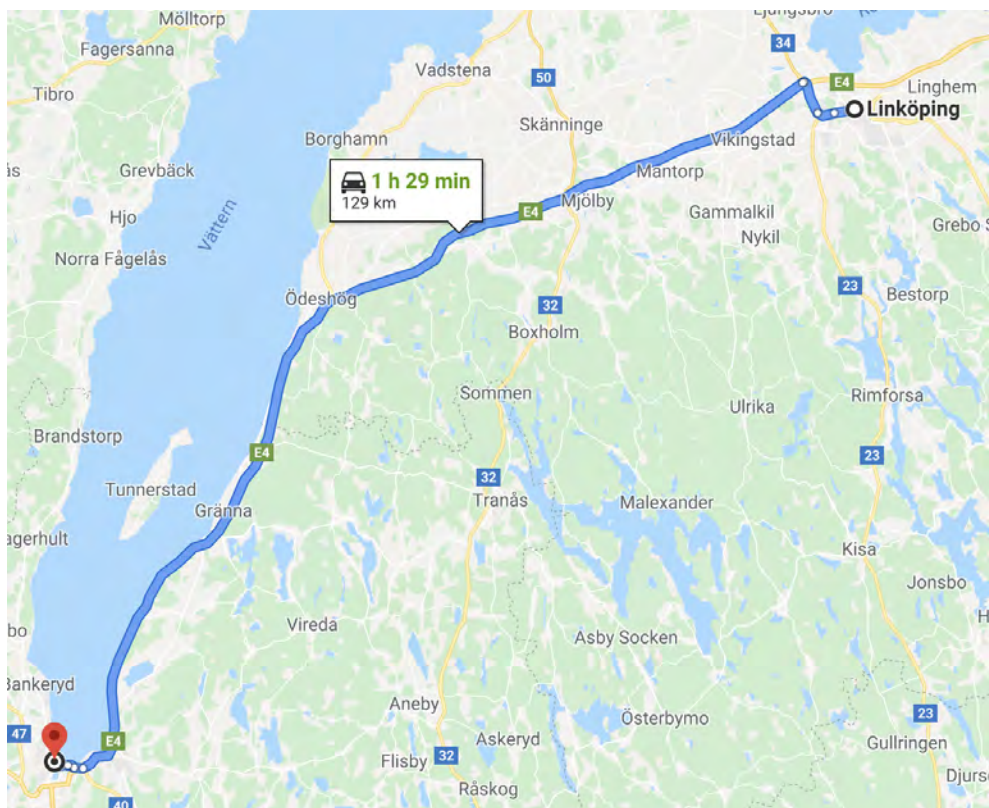 Mölltorp
Ljungsbro
Fagersanna
34
Vadstena
50
E4
Linghem
Tibro
Linköping
Skänninge
Borghamn
Vikingstad
Grevbäck
Mantorp
1 h 29 min
129 km
Mjölby
E4
Gammalkil
Hjo
Vättern
Nykil
Grebo S
Norra Fågelås
23
Bestorp
Ödeshög
32
Boxholm
Sommen
Rimforsa
Ulrika
Brandstorp
E4
23
32
Tunnerstad
Tranås
Malexander
Gränna
agerhult
Kisa
Jonsbo
Vireda
bo
Asby Socken
Bankeryd
Aneby
Österbymo
23
47
E4
Askeryd
Gullringen
Flisby
32
Djurs
Råskog
40